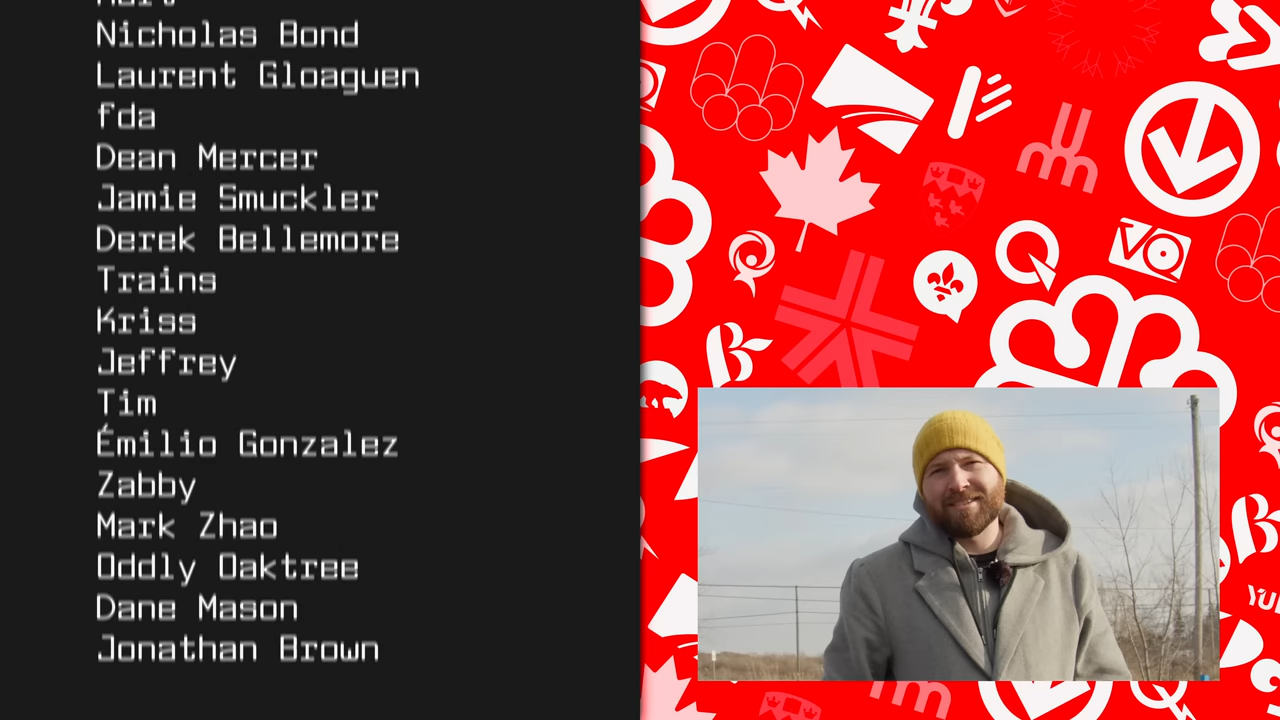 Nicholas Bond
Laurent Gloaguen
fda
Dean Mercer
Jamie Smuckler
Derek Bellemore
Trains
Kriss
Jeffrey
Tim
Émilio Gonzalez
Zabby
Mark Zhao
Oddly Oaktree
Dane Mason
Jonathan Brown
VQ